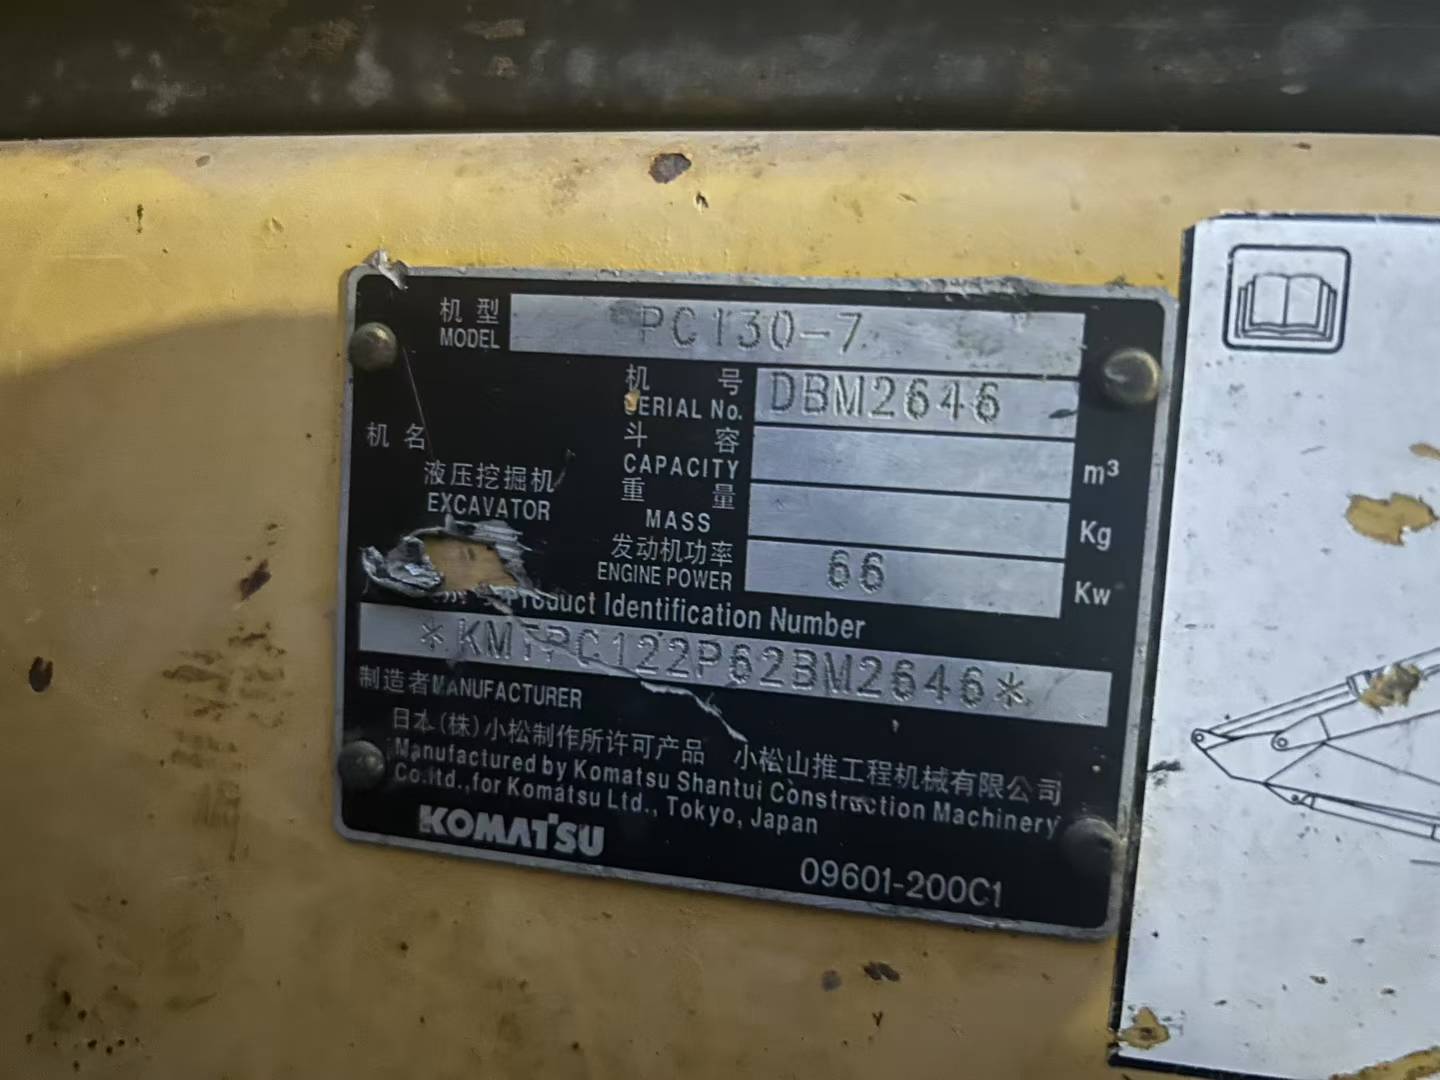 机型
MODEL PC130-7
机号
SERIAL No. DBM2646
机名
斗容
CAPACITY m³
液压挖掘机
EXCAVATOR
重量
MASS Kg
发动机功率
ENGINE POWER 66 Kw
Product Identification Number
*KMTPC122P62BM2646*
制造者MANUFACTURER
日本(株)小松制作所许可产品 小松山推工程机械有限公司
Manufactured by Komatsu Shantui Construction Machinery
Co.ltd.,for Komatsu Ltd., Tokyo, Japan
KOMATSU
09601-200C1